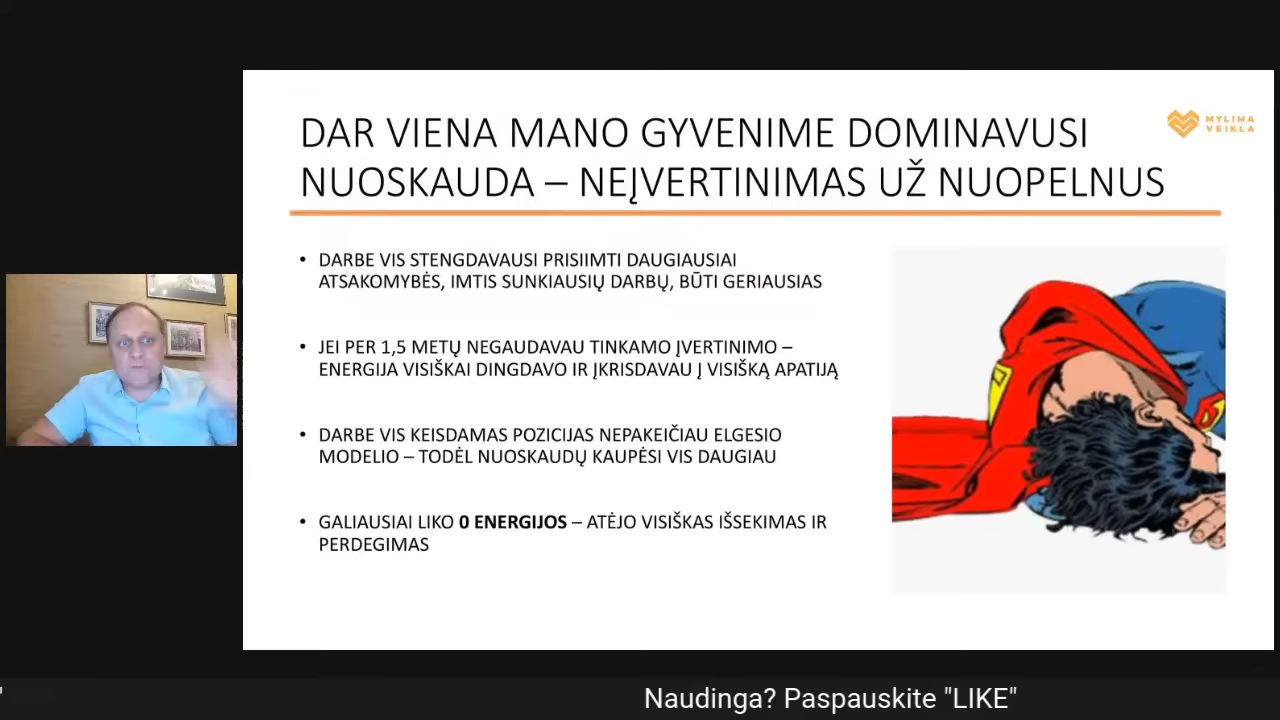 DAR VIENA MANO GYVENIME DOMINAVUSI
NUOSKAUDA – NEĮVERTINIMAS UŽ NUOPELNUS
MYLIMA
VEIKLA
• DARBE VIS STENGDAVAUSI PRISIIMTI DAUGIAUSIAI
ATSAKOMYBĖS, IMTIS SUNKIAUSIŲ DARBŲ, BŪTI GERIAUSIAS
• JEI PER 1,5 METŲ NEGAUDAVAU TINKAMO ĮVERTINIMO –
ENERGIJA VISIŠKAI DINGDAVO IR ĮKRISDAVAU Į VISIŠKĄ APATIJĄ
• DARBE VIS KEISDAMAS POZICIJAS NEPAKEIČIAU ELGESIO
MODELIO – TODĖL NUOSKAUDŲ KAUPĖSI VIS DAUGIAU
• GALIAUSIAI LIKO 0 ENERGIJOS – ATĖJO VISIŠKAS IŠSEKIMAS IR
PERDEGIMAS
Naudinga? Paspauskite "LIKE"